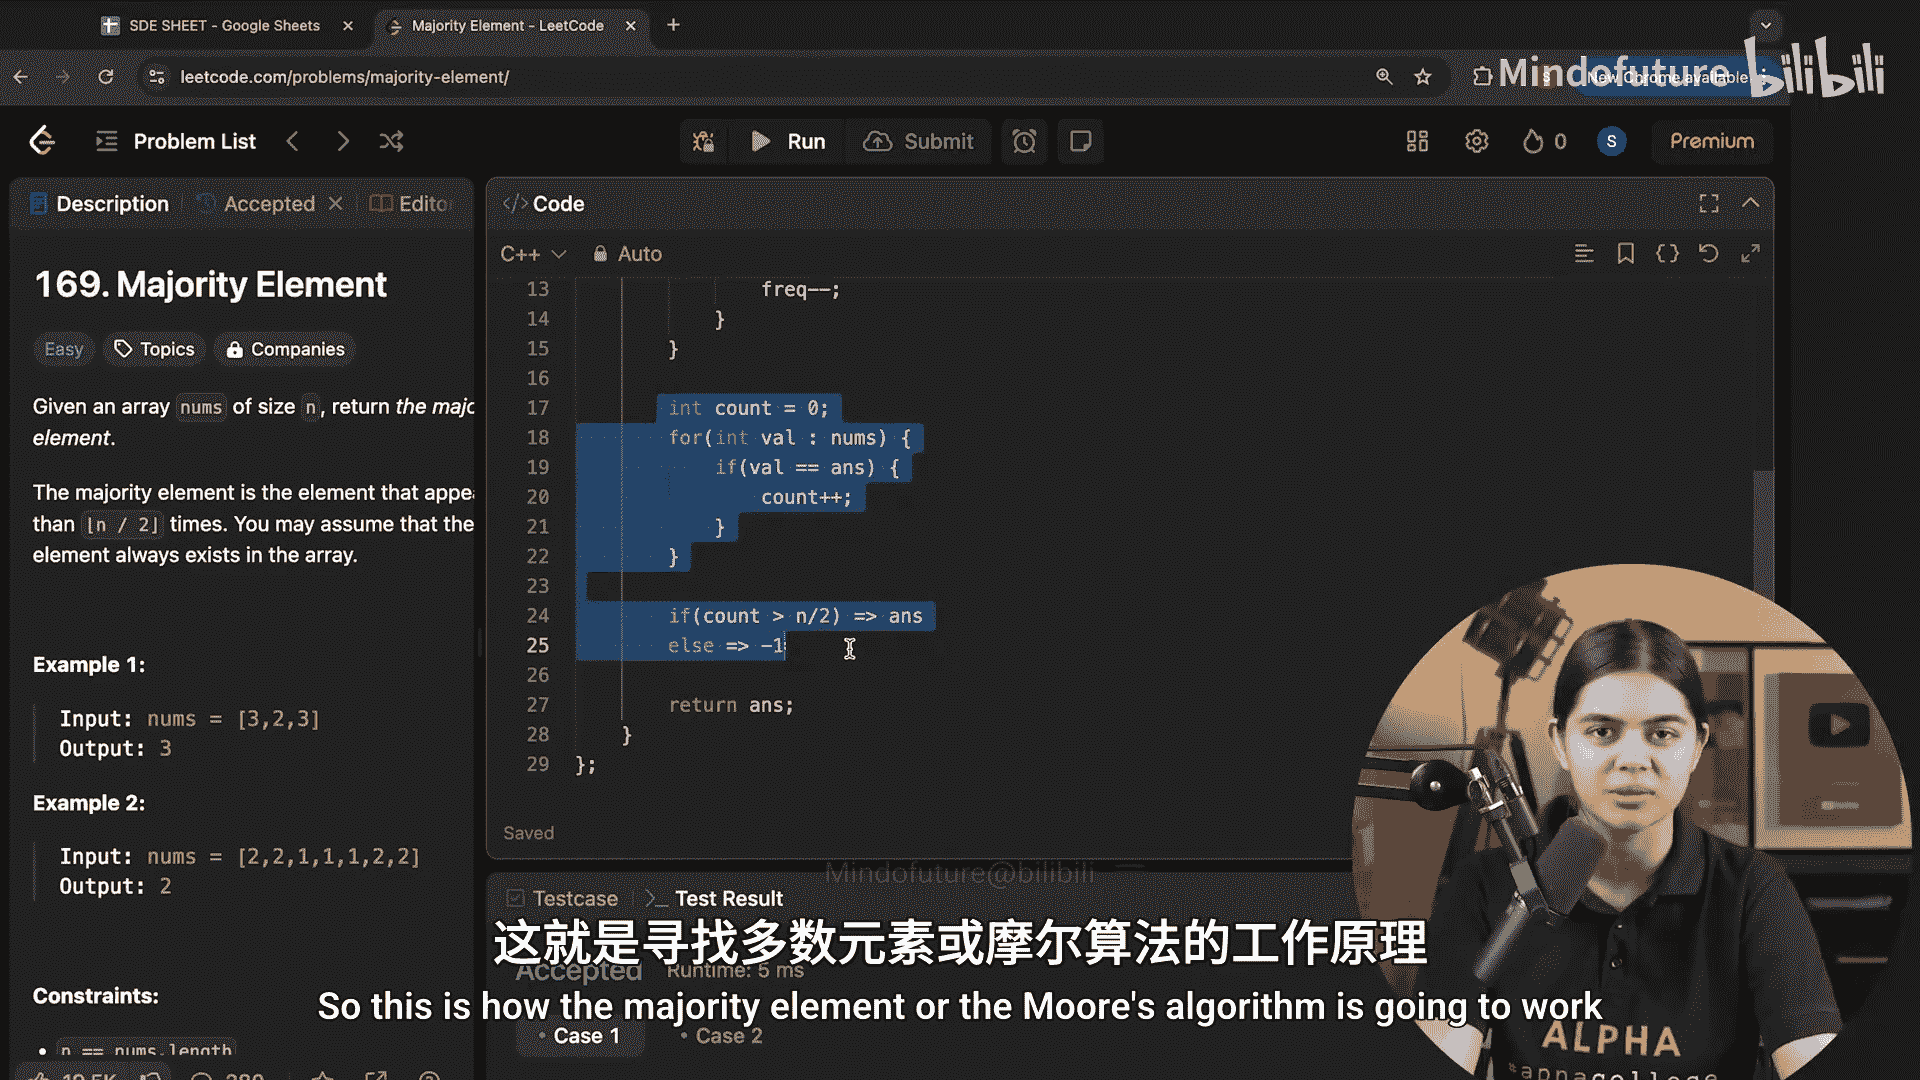 SDE SHEET - Google Sheets
Majority Element - LeetCode
leetcode.com/problems/majority-element/
New Chrome available
Mindofuture bilibili
Problem List
Run
Submit
0
S
Premium
Description
Accepted
Edito
169. Majority Element
Easy
Topics
Companies
Given an array nums of size n, return the majo
element.
The majority element is the element that appea
than ⌊n / 2⌋ times. You may assume that the
element always exists in the array.
Example 1:
Input: nums = [3,2,3]
Output: 3
Example 2:
Input: nums = [2,2,1,1,1,2,2]
Output: 2
Constraints:
n == nums.length
</> Code
C++
Auto
13 freq--;
14 }
15 }
16
17 int count = 0;
18 for(int val : nums) {
19 if(val == ans) {
20 count++;
21 }
22 }
23
24 if(count > n/2) => ans
25 else => -1
26
27 return ans;
28 }
29 };
Saved
Mindofuture@bilibili
Testcase
Test Result
Accepted
Runtime: 5 ms
这就是寻找多数元素或摩尔算法的工作原理
So this is how the majority element or the Moore's algorithm is going to work
Case 1
Case 2
ALPHA